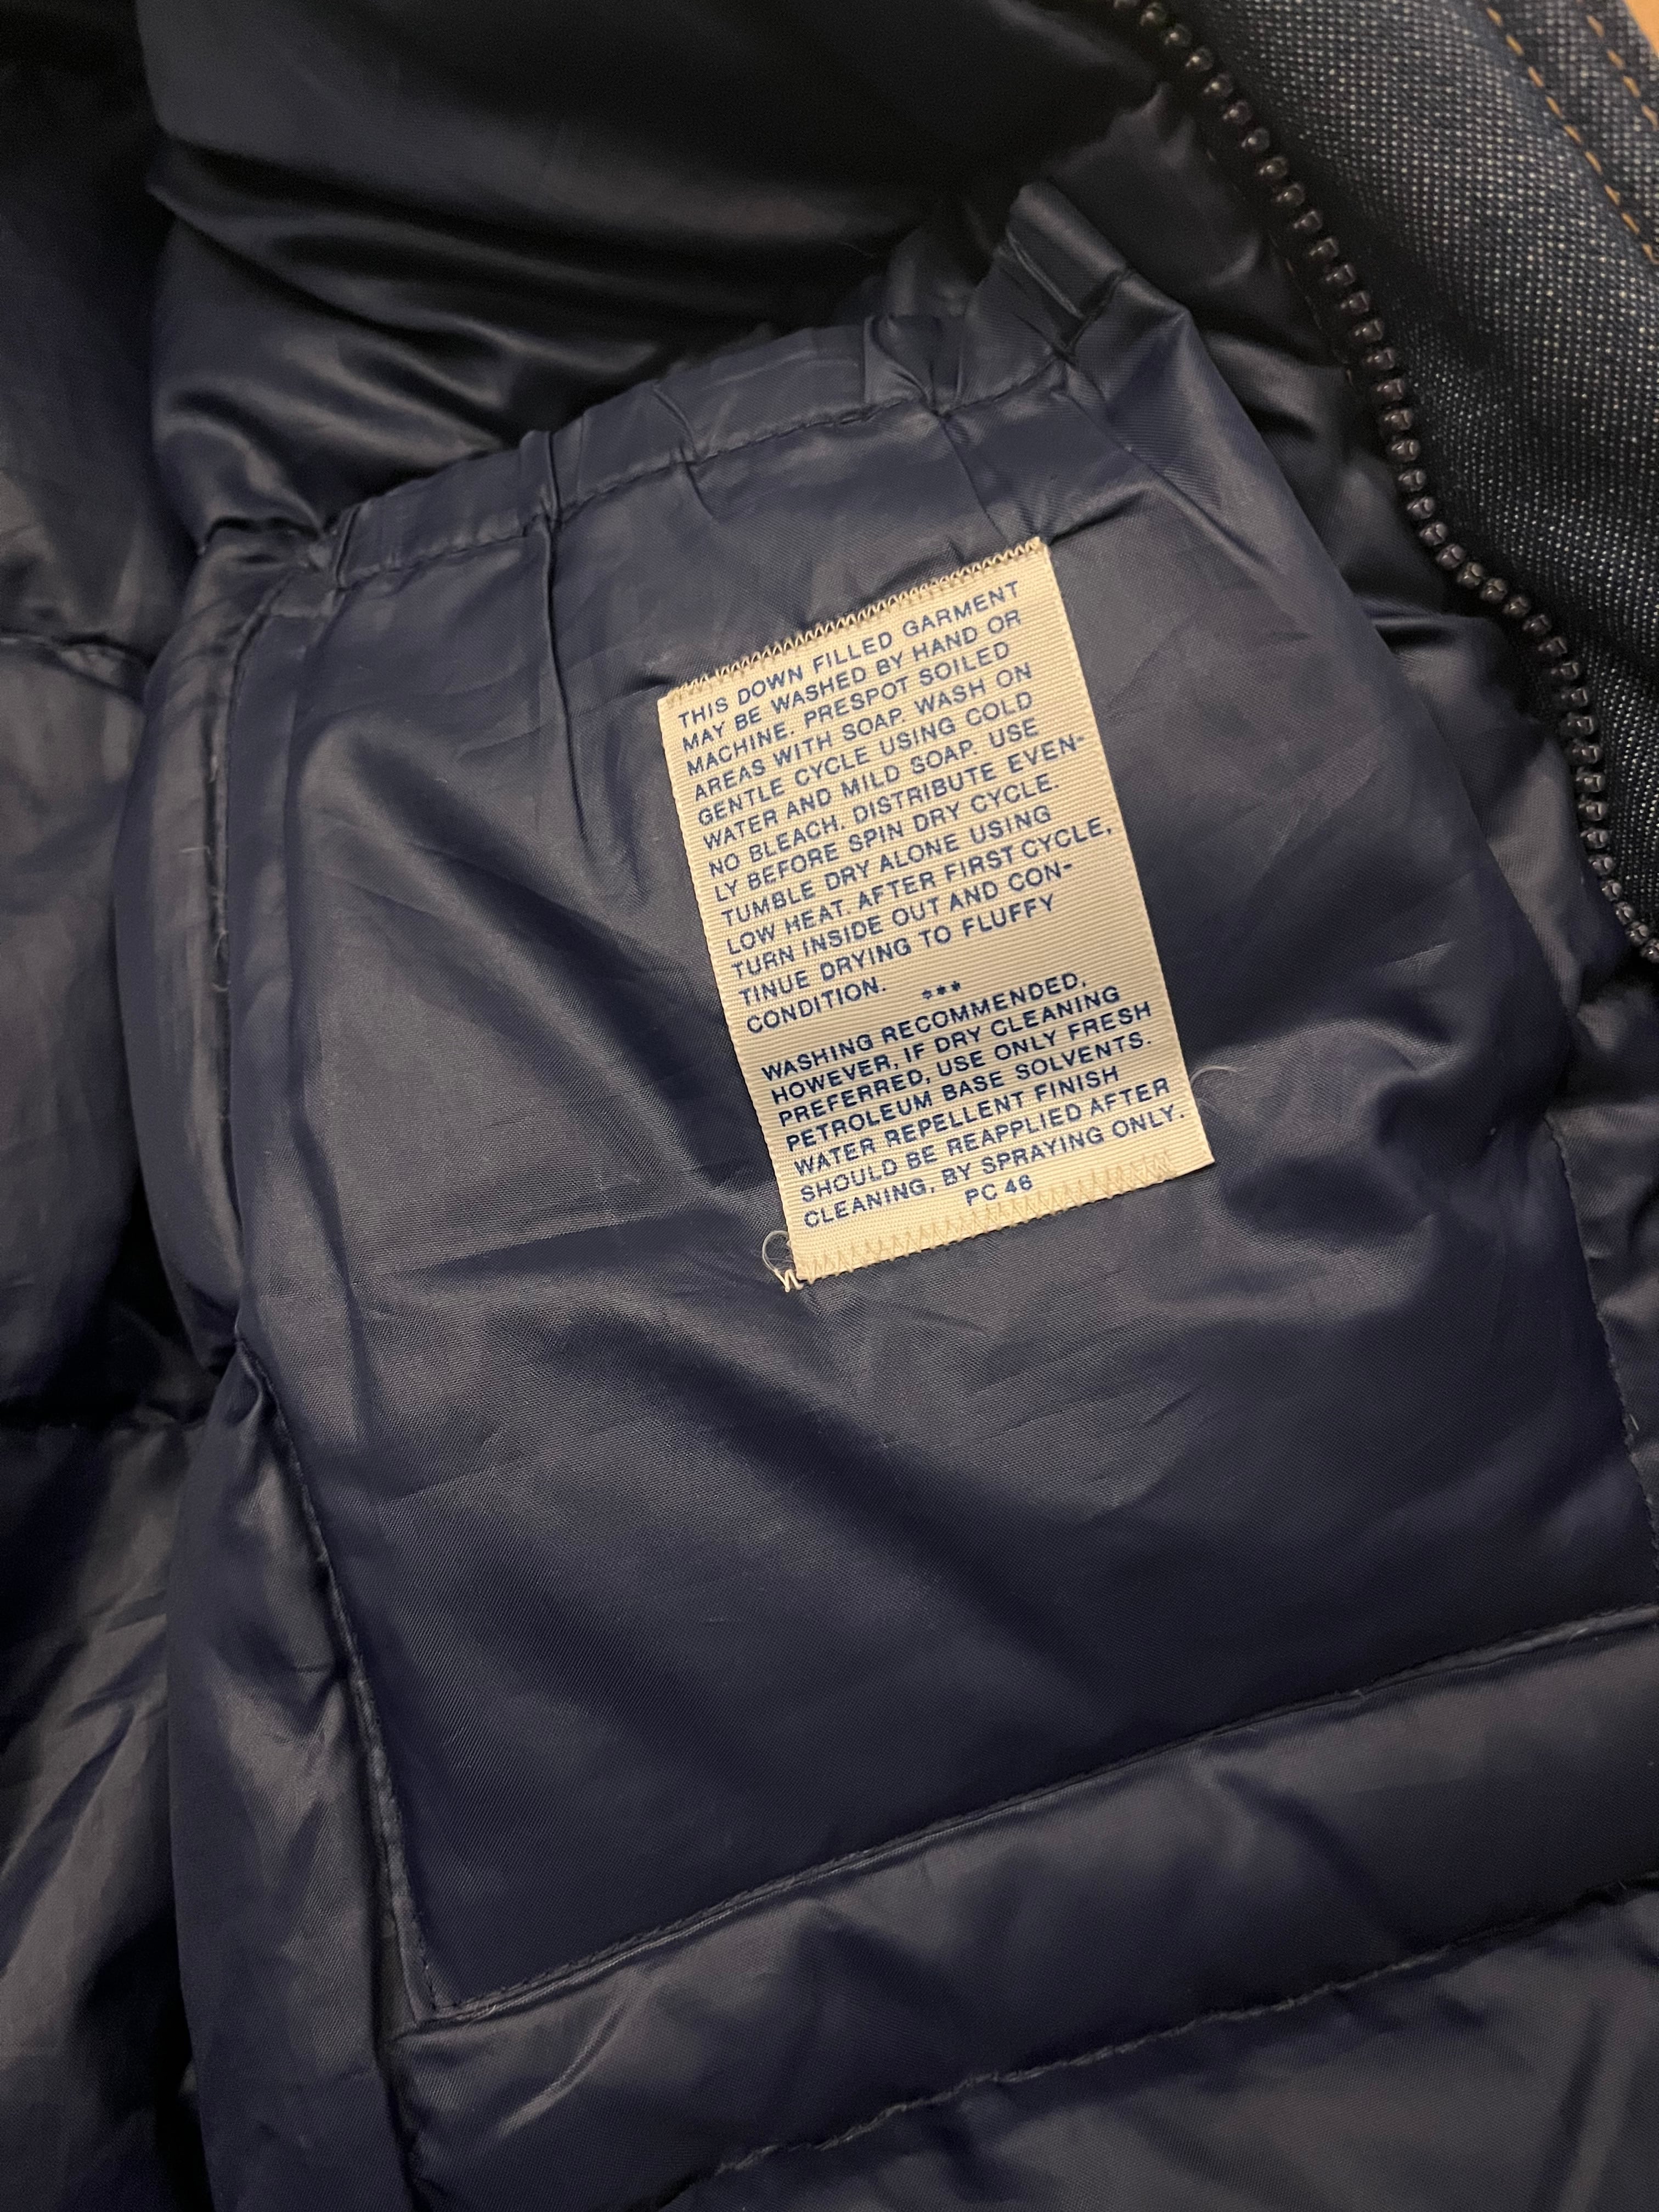 THIS DOWN FILLED GARMENT
MAY BE WASHED BY HAND OR
MACHINE. PRESPOT SOILED
AREAS WITH SOAP. WASH ON
GENTLE CYCLE USING COLD
WATER AND MILD SOAP. USE
NO BLEACH. DISTRIBUTE EVEN-
LY BEFORE SPIN DRY CYCLE.
TUMBLE DRY ALONE USING
LOW HEAT. AFTER FIRST CYCLE,
TURN INSIDE OUT AND CON-
TINUE DRYING TO FLUFFY
CONDITION.
***
WASHING RECOMMENDED,
HOWEVER, IF DRY CLEANING
PREFERRED, USE ONLY FRESH
PETROLEUM BASE SOLVENTS.
WATER REPELLENT FINISH
SHOULD BE REAPPLIED AFTER
CLEANING, BY SPRAYING ONLY.
PC 46